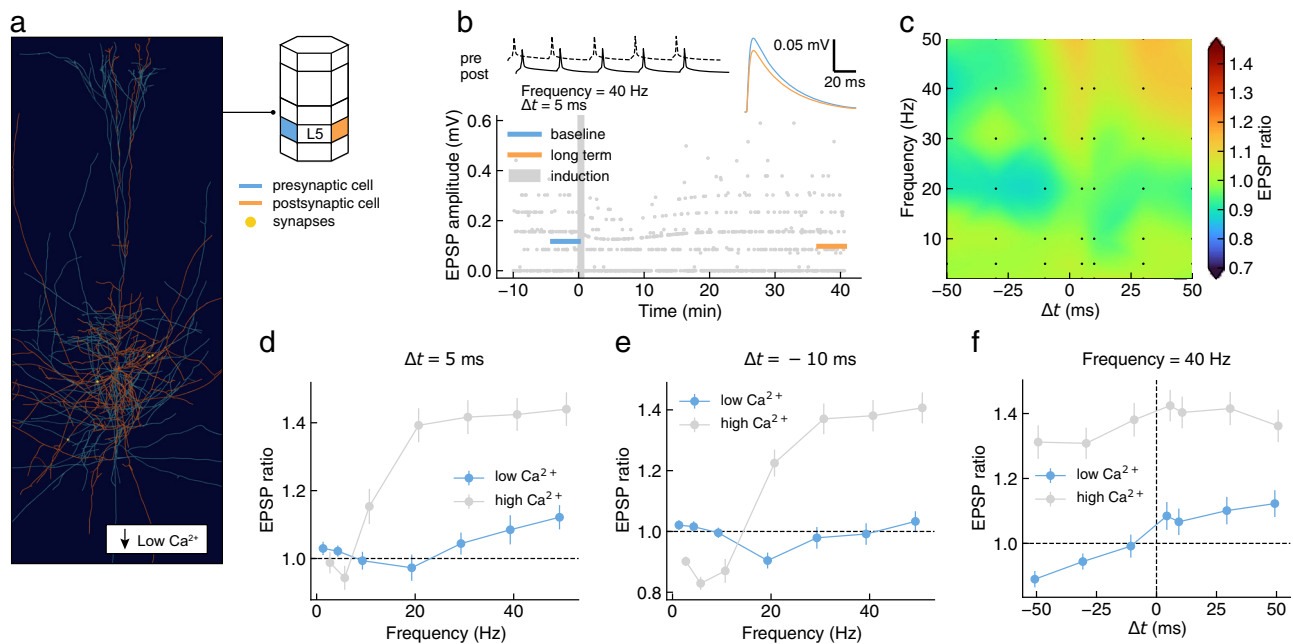 a
L5
presynaptic cell
postsynaptic cell
synapses
↓ Low Ca²⁺
b
pre
post
Frequency = 40 Hz
Δt = 5 ms
0.05 mV
20 ms
EPSP amplitude (mV)
0.6
0.4
0.2
0.0
baseline
long term
induction
−10 0 10 20 30 40
Time (min)
c
Frequency (Hz)
50
40
30
20
10
−50 −25 0 25 50
Δt (ms)
1.4
1.3
1.2
1.1
1.0
0.9
0.8
0.7
EPSP ratio
d
Δt = 5 ms
EPSP ratio
1.4
1.2
1.0
low Ca²⁺
high Ca²⁺
0 20 40
Frequency (Hz)
e
Δt = − 10 ms
EPSP ratio
1.4
1.2
1.0
0.8
low Ca²⁺
high Ca²⁺
0 20 40
Frequency (Hz)
f
Frequency = 40 Hz
EPSP ratio
1.4
1.2
1.0
low Ca²⁺
high Ca²⁺
−50 −25 0 25 50
Δt (ms)